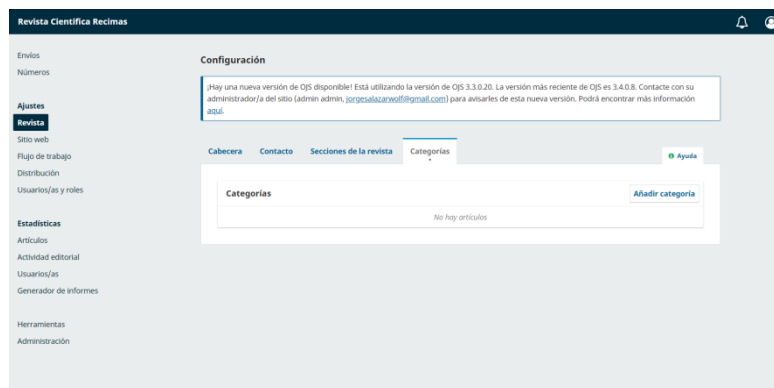 Revista Cientifica Recimas
Envíos
Números
Ajustes
Revista
Sitio web
Flujo de trabajo
Distribución
Usuarios/as y roles
Estadísticas
Artículos
Actividad editorial
Usuarios/as
Generador de informes
Herramientas
Administración
Configuración
¡Hay una nueva versión de OJS disponible! Está utilizando la versión de OJS 3.3.0.20. La versión más reciente de OJS es 3.4.0.8. Contacte con su
administrador/a del sitio (admin admin, jorgesalazarwolf@gmail.com) para avisarles de esta nueva versión. Podrá encontrar más información
aquí.
Cabecera Contacto Secciones de la revista Categorías
Ayuda
Categorías Añadir categoría
No hay artículos